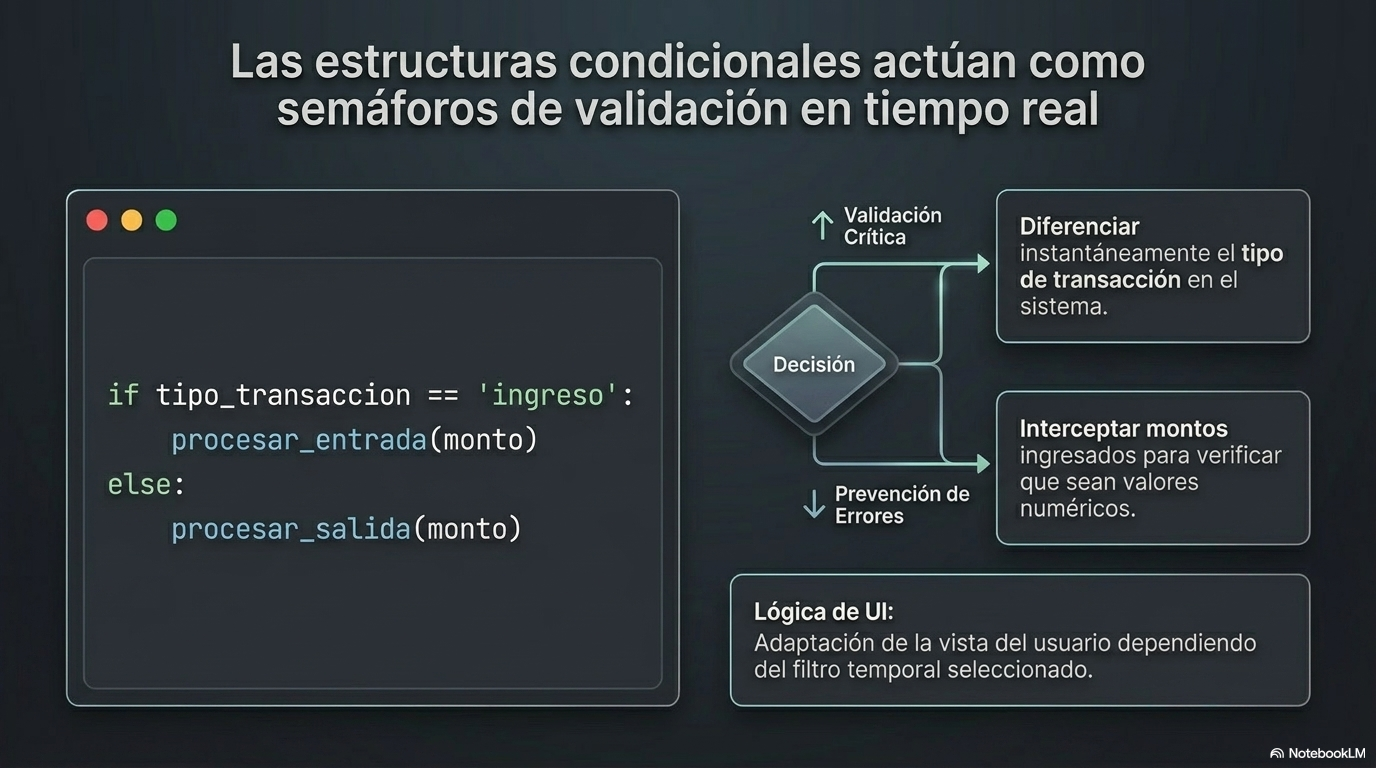 Las estructuras condicionales actúan como
semáforos de validación en tiempo real
if tipo_transaccion == 'ingreso':
    procesar_entrada(monto)
else:
    procesar_salida(monto)
Validación
Crítica
Decisión
Prevención de
Errores
Diferenciar
instantáneamente el tipo
de transacción en el
sistema.
Interceptar montos
ingresados para verificar
que sean valores
numéricos.
Lógica de UI:
Adaptación de la vista del usuario dependiendo
del filtro temporal seleccionado.
NotebookLM